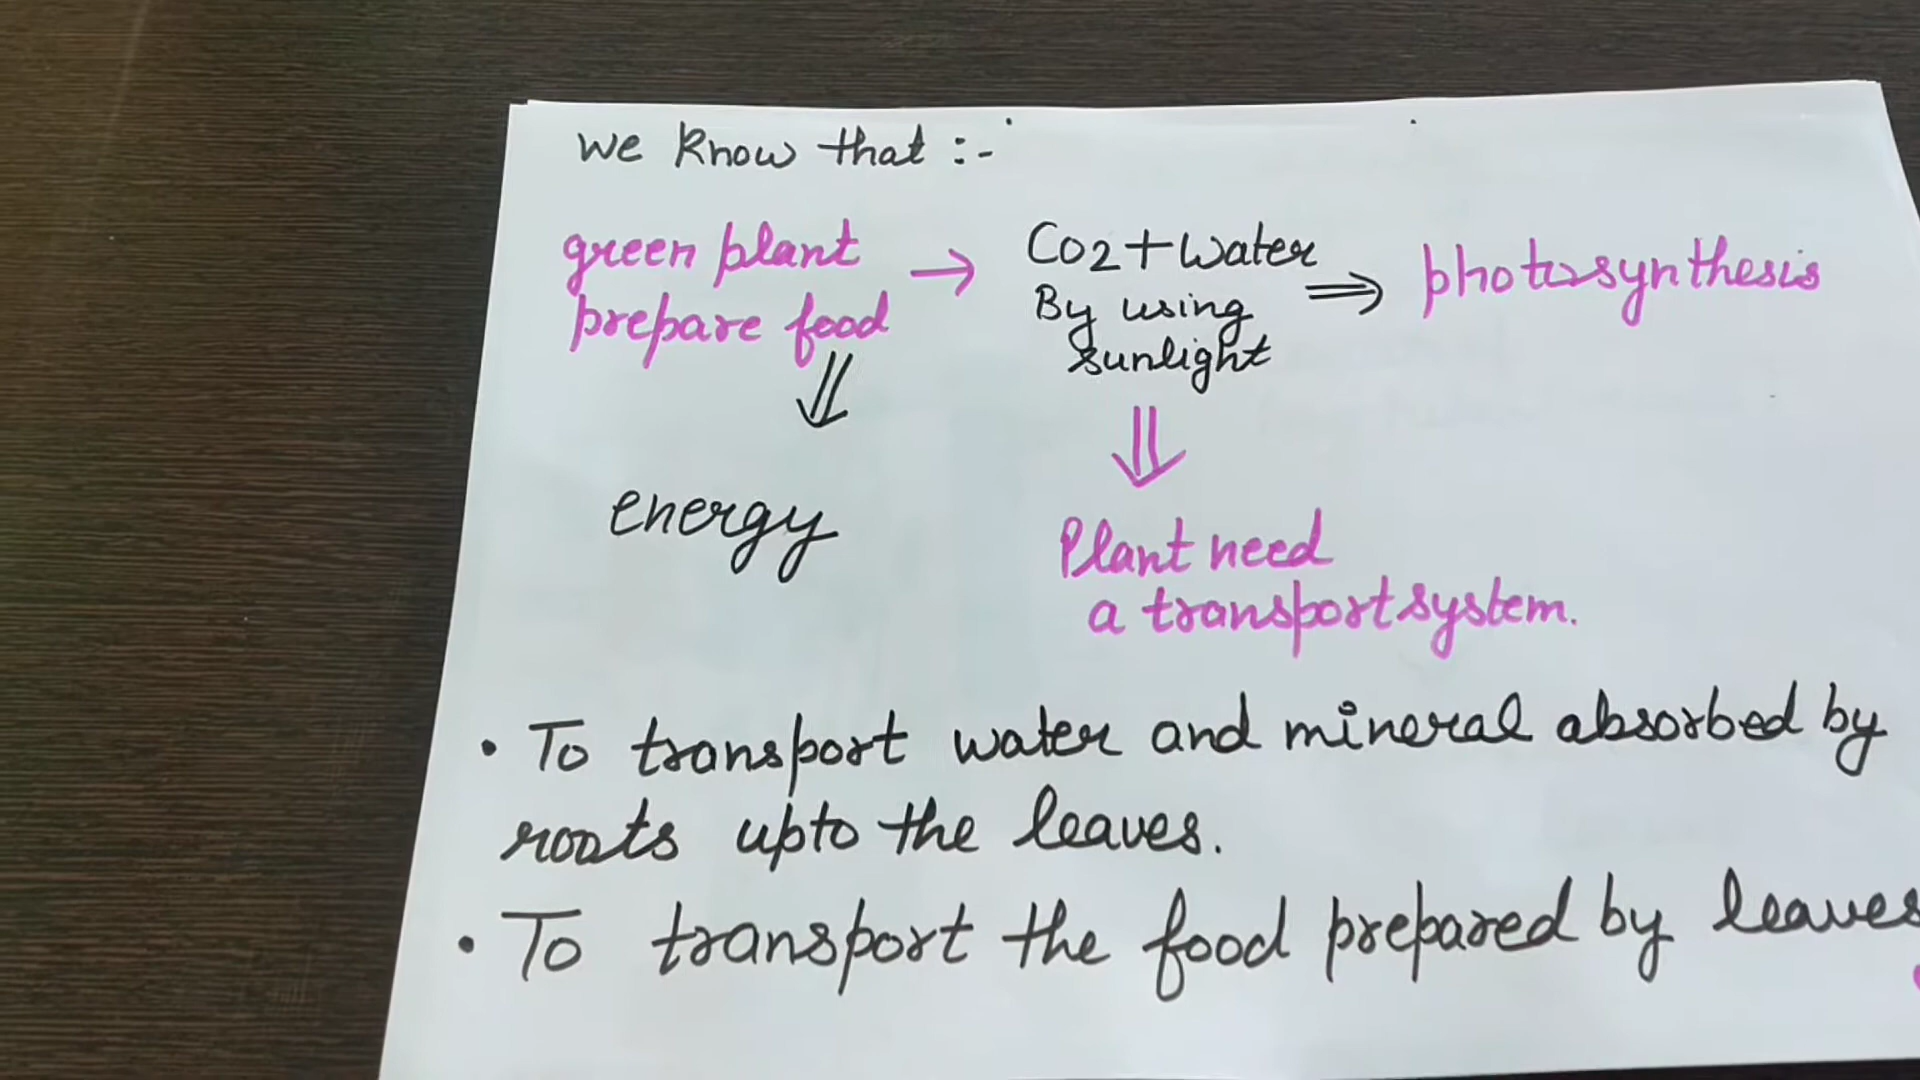 we know that :-
green plant → Co2+Water ⇒ photosynthesis
prepare food By using
sunlight
⇓ ⇓
energy
Plant need
a transport system.
• To transport water and mineral absorbed by
roots upto the leaves.
• To transport the food prepared by leaves